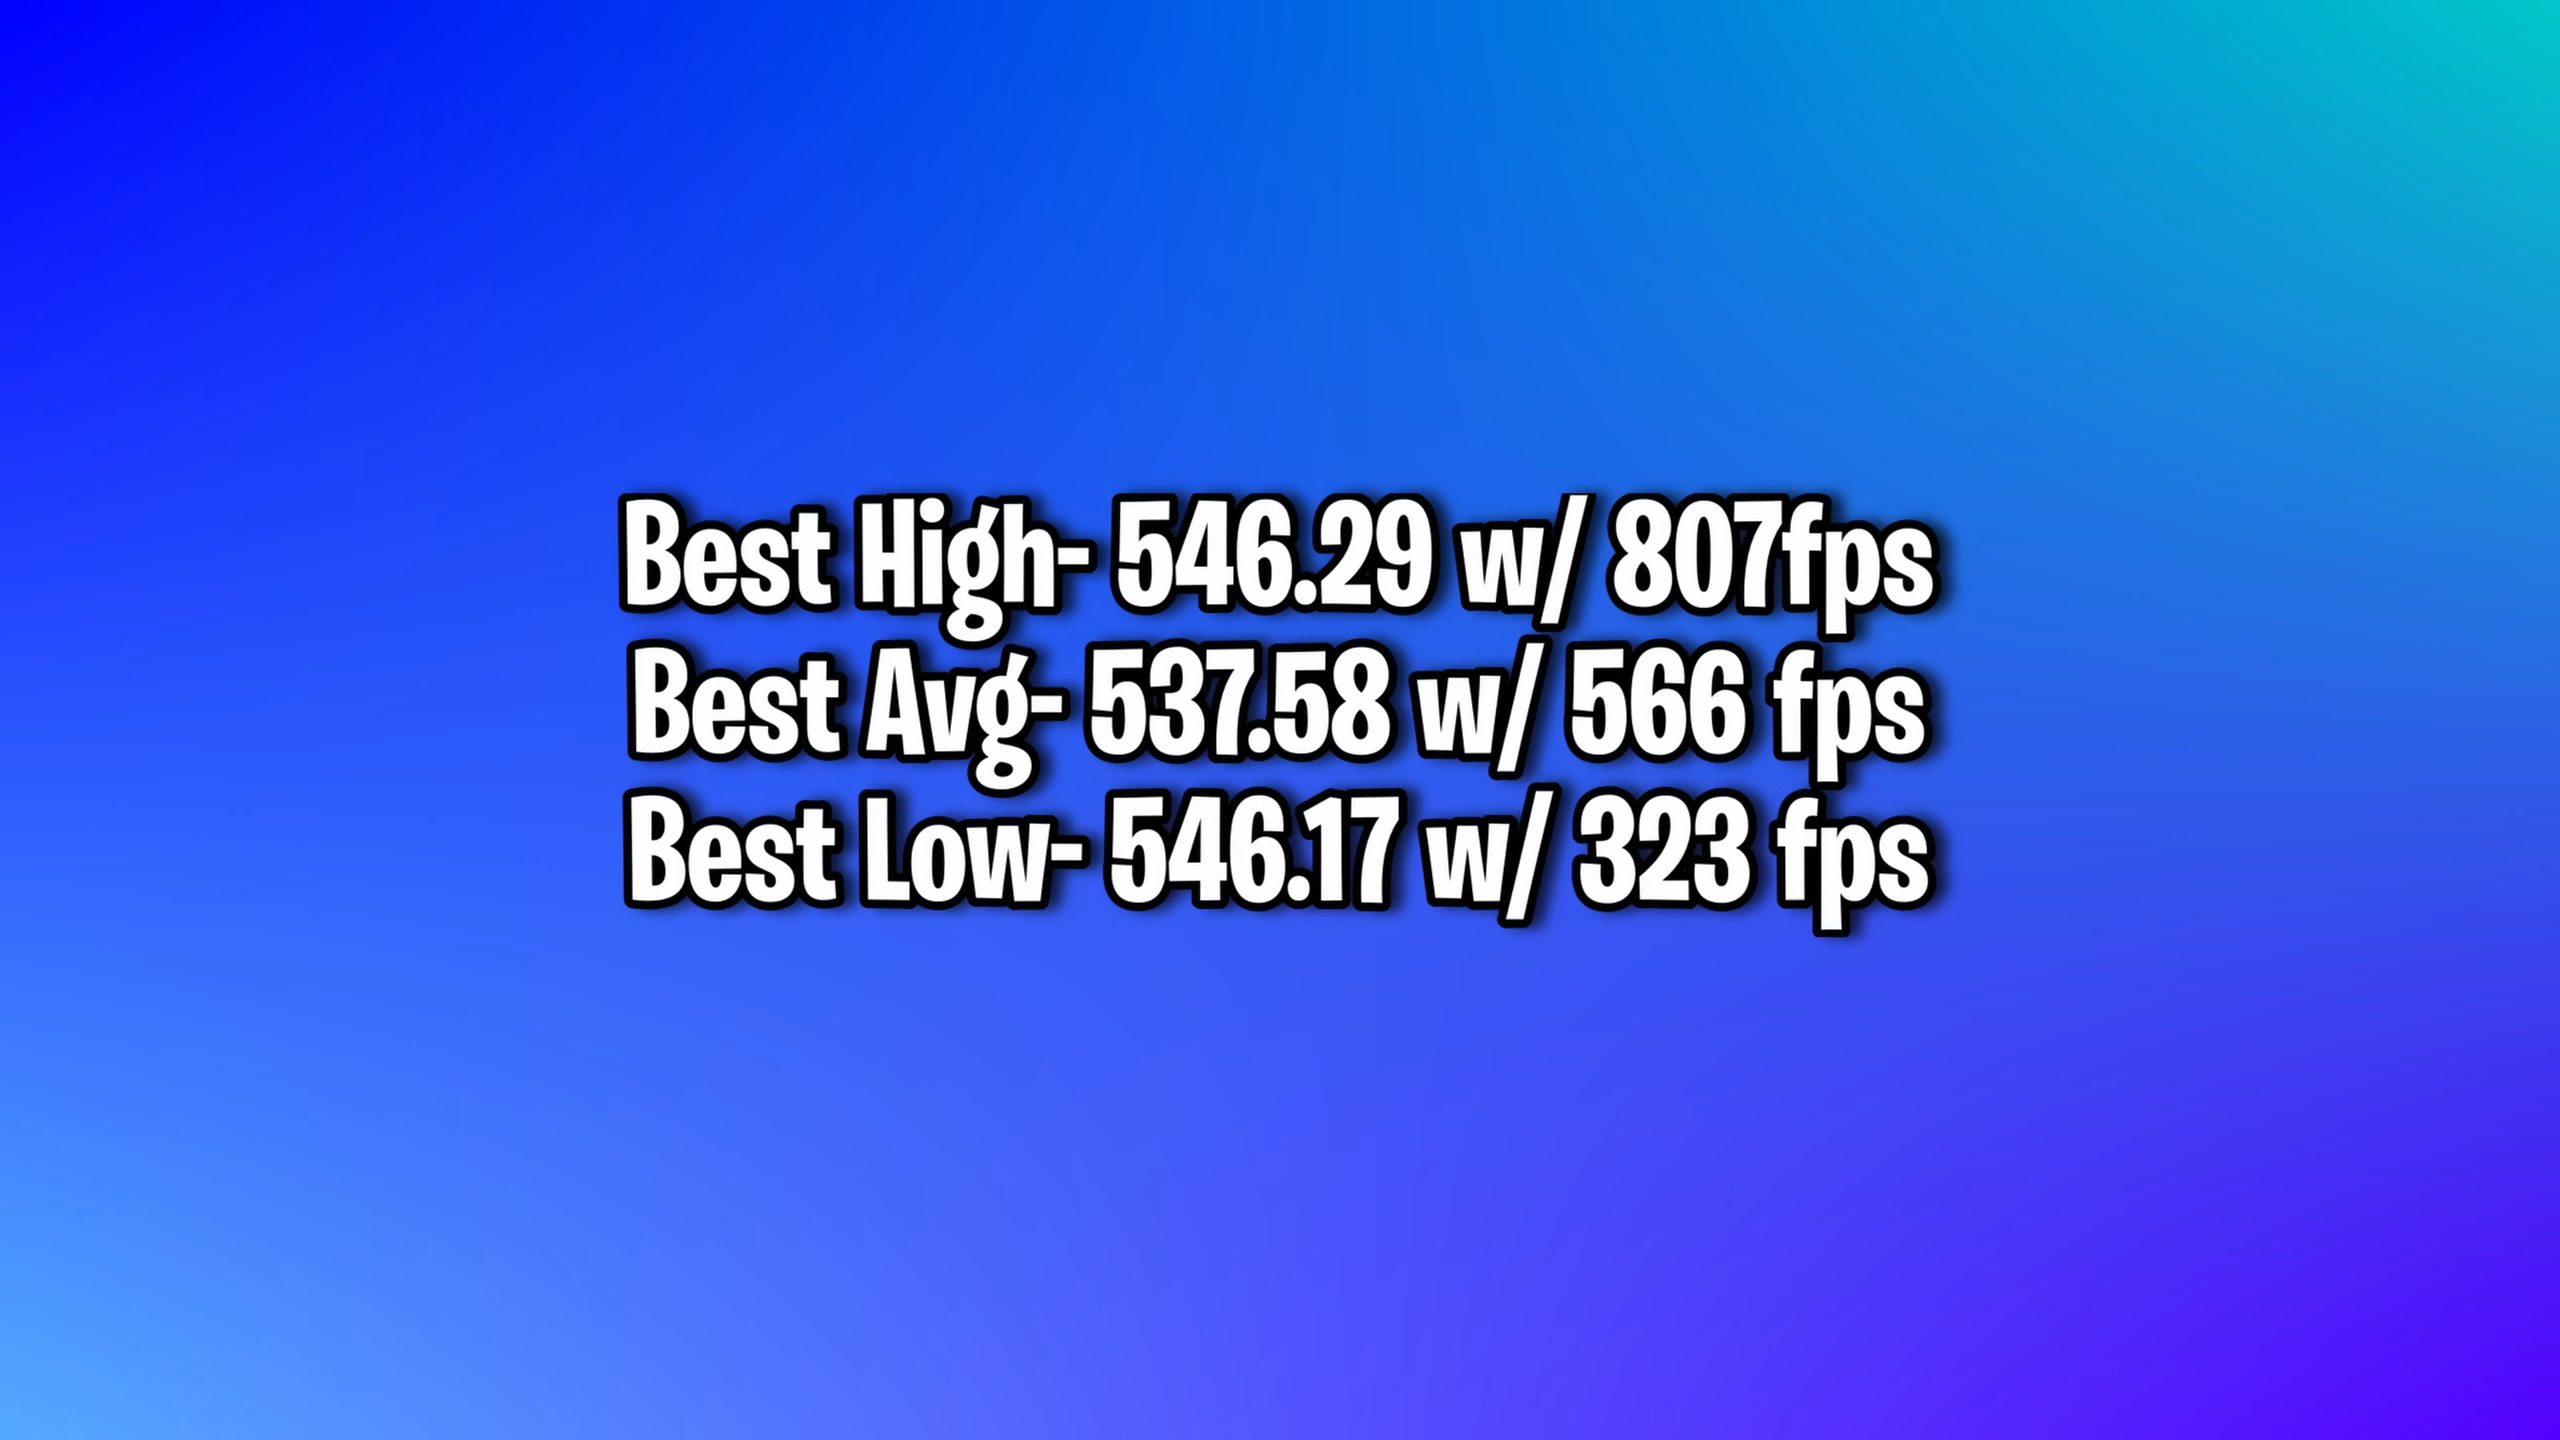 Best High- 546.29 w/ 807fps
Best Avg- 537.58 w/ 566 fps
Best Low- 546.17 w/ 323 fps